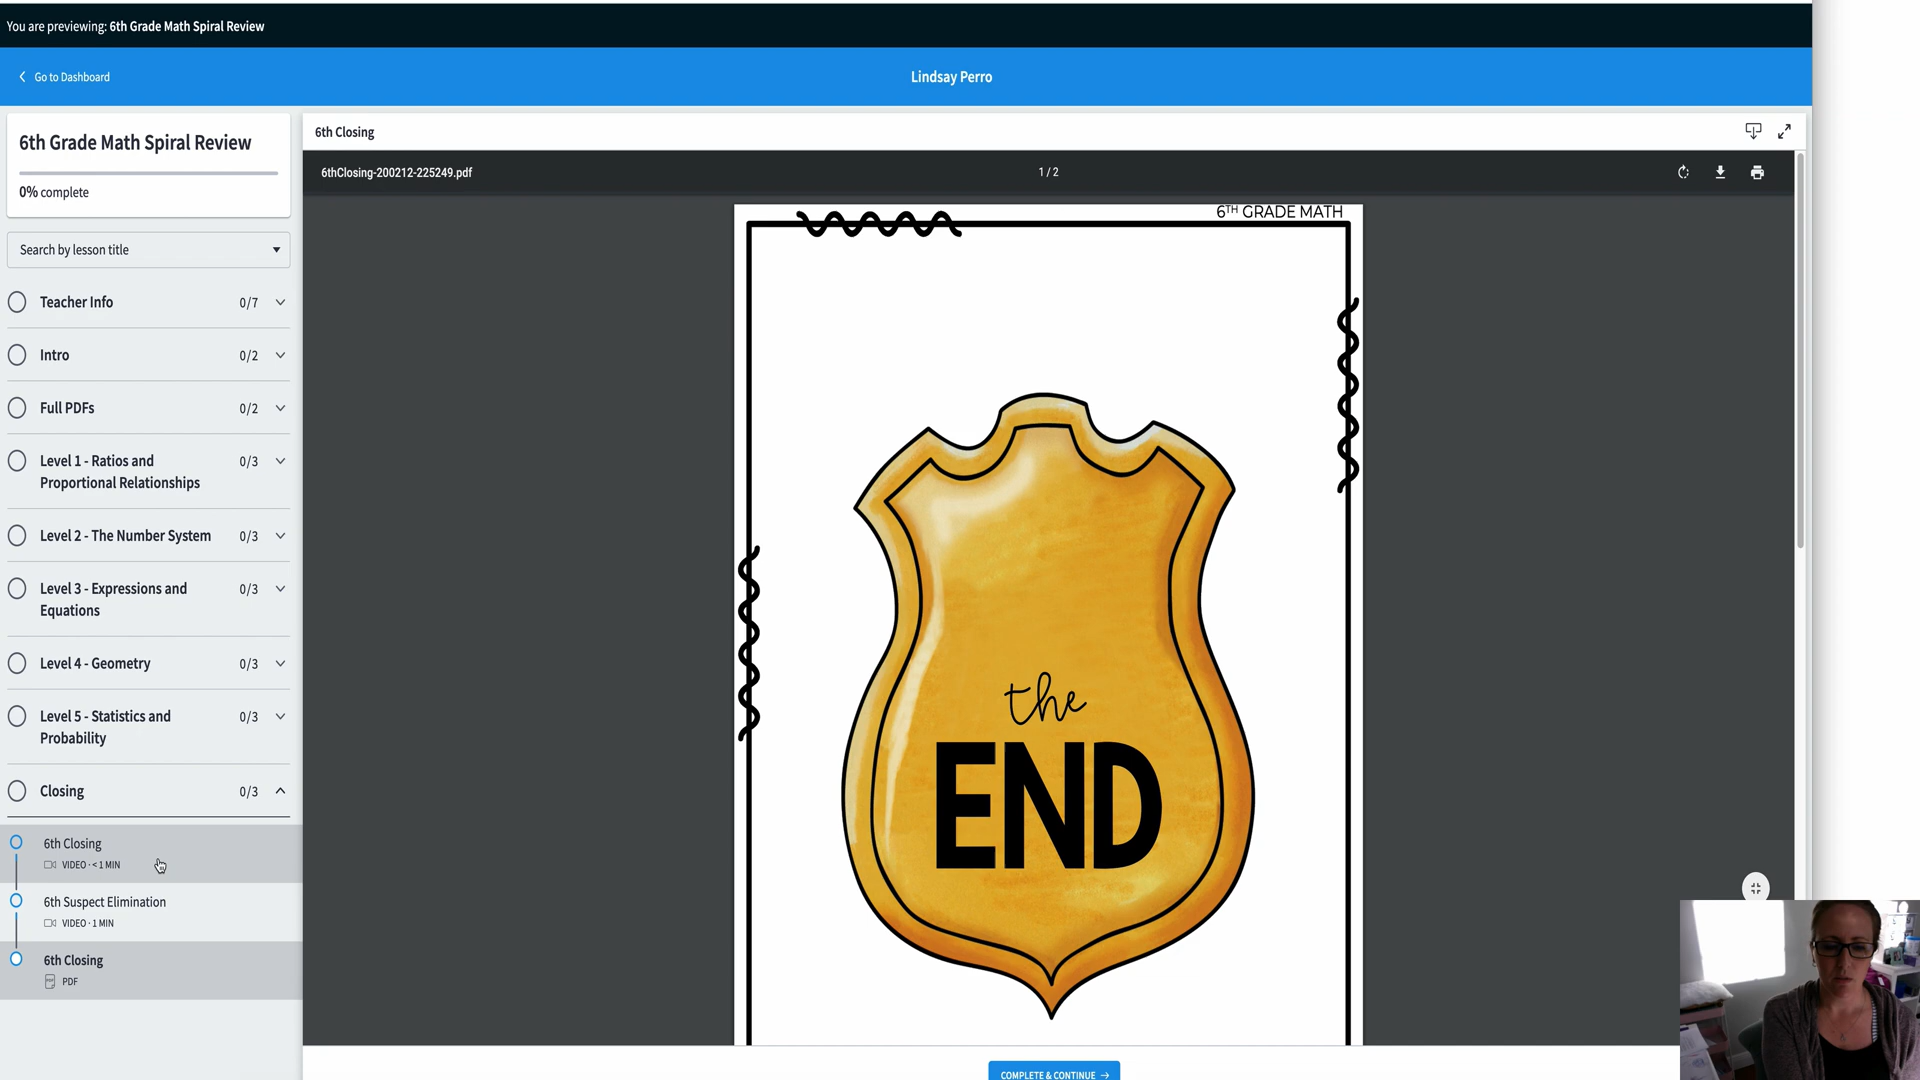 You are previewing: 6th Grade Math Spiral Review
Go to Dashboard
Lindsay Perro
6th Grade Math Spiral Review
0% complete
Search by lesson title
Teacher Info 0/7
Intro 0/2
Full PDFs 0/2
Level 1 - Ratios and 0/3
Proportional Relationships
Level 2 - The Number System 0/3
Level 3 - Expressions and 0/3
Equations
Level 4 - Geometry 0/3
Level 5 - Statistics and 0/3
Probability
Closing 0/3
6th Closing
VIDEO · < 1 MIN
6th Suspect Elimination
VIDEO · 1 MIN
6th Closing
PDF
6th Closing
6thClosing-200212-225249.pdf 1 / 2
6TH GRADE MATH
the
END
COMPLETE & CONTINUE →